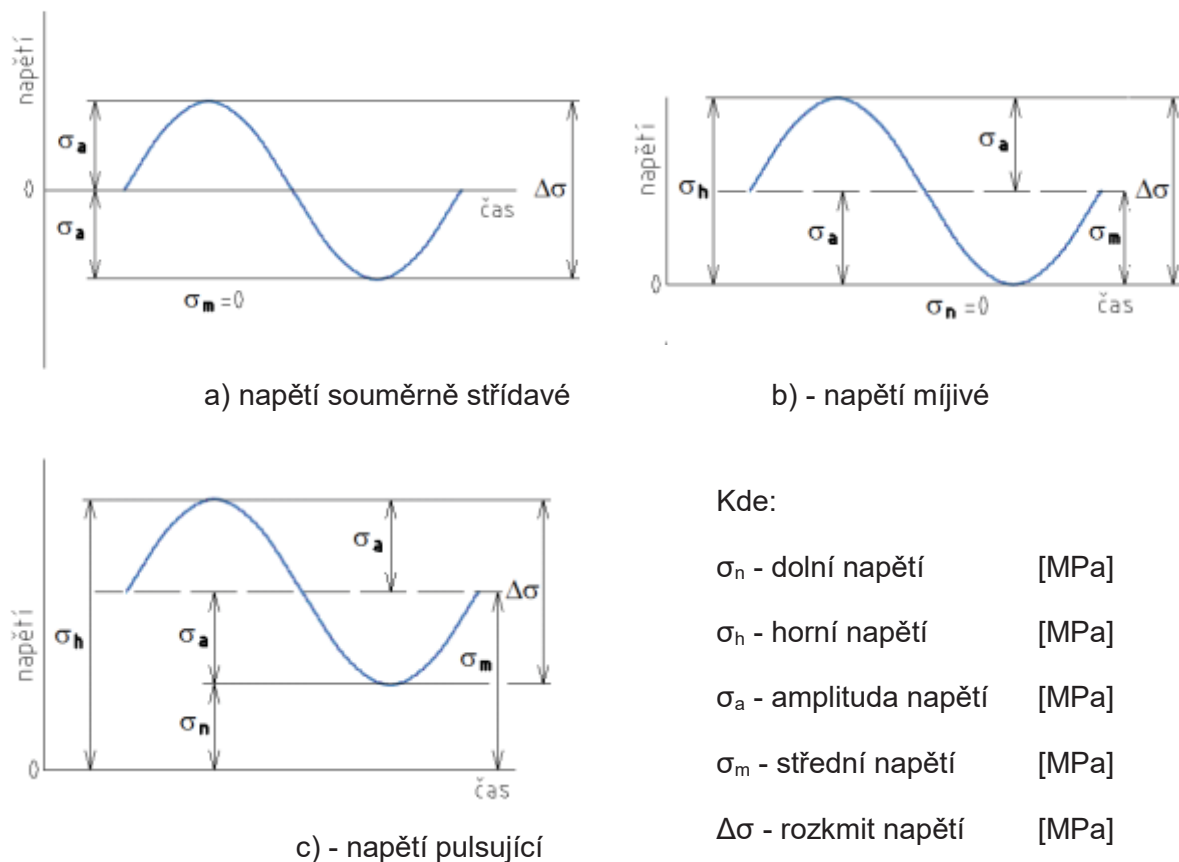 napětí
σa
0
σa
čas
Δσ
σm =0
a) napětí souměrně střídavé
napětí
σh
σa
σa
σm
Δσ
0
σn =0
čas
b) - napětí míjivé
napětí
σh
σa
σa
σn
σm
Δσ
0
čas
c) - napětí pulsující
Kde:
σn - dolní napětí [MPa]
σh - horní napětí [MPa]
σa - amplituda napětí [MPa]
σm - střední napětí [MPa]
Δσ - rozkmit napětí [MPa]